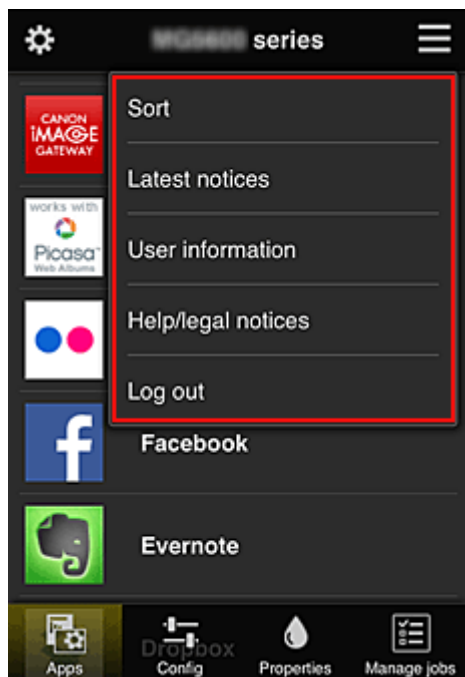 series
CANON
iMAGE
GATEWAY
Sort
Latest notices
works with
Picasa™
Web Albums
User information
Help/legal notices
Log out
Facebook
Evernote
Dropbox
Apps
Config
Properties
Manage jobs